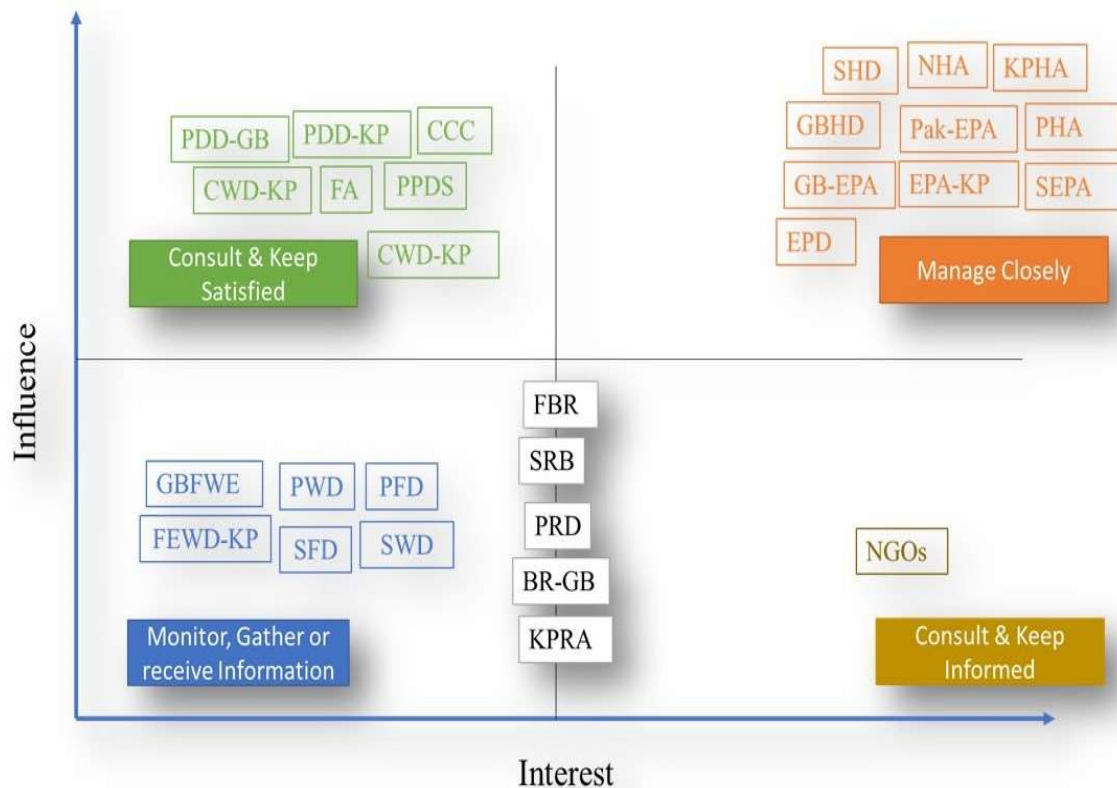 SHD NHA KPHA
PDD-GB PDD-KP CCC
GBHD Pak-EPA PHA
CWD-KP FA PPDS
GB-EPA EPA-KP SEPA
CWD-KP
EPD
Consult & Keep
Satisfied
Manage Closely
Influence
FBR
SRB
GBFWE PWD PFD
PRD
FEWD-KP SFD SWD
NGOs
BR-GB
KPRA
Monitor, Gather or
receive Information
Consult & Keep
Informed
Interest